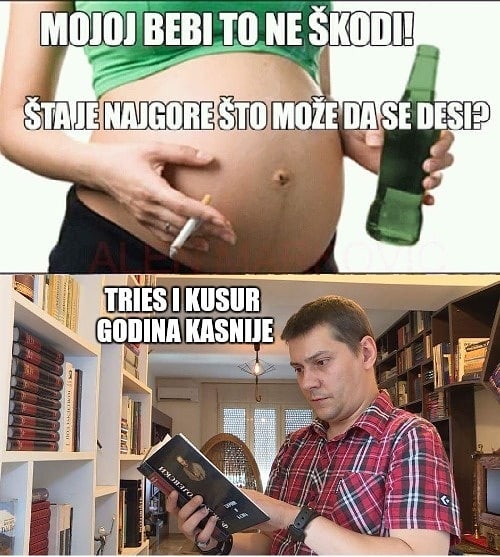 MOJOJ BEBI TO NE ŠKODI!
ŠTA JE NAJGORE ŠTO MOŽE DA SE DESI?
TRIES I KUSUR
GODINA KASNIJE